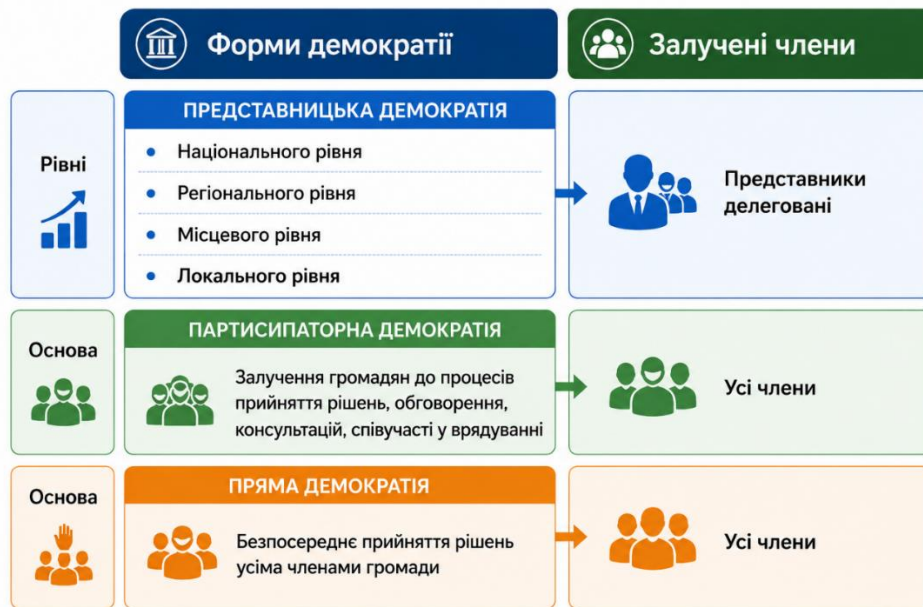 Форми демократії
Залучені члени
Рівні
ПРЕДСТАВНИЦЬКА ДЕМОКРАТІЯ
• Національного рівня
• Регіонального рівня
• Місцевого рівня
• Локального рівня
Представники
делеговані
Основа
ПАРТИСИПАТОРНА ДЕМОКРАТІЯ
Залучення громадян до процесів
прийняття рішень, обговорення,
консультацій, співучасті у врядуванні
Усі члени
Основа
ПРЯМА ДЕМОКРАТІЯ
Безпосереднє прийняття рішень
усіма членами громади
Усі члени